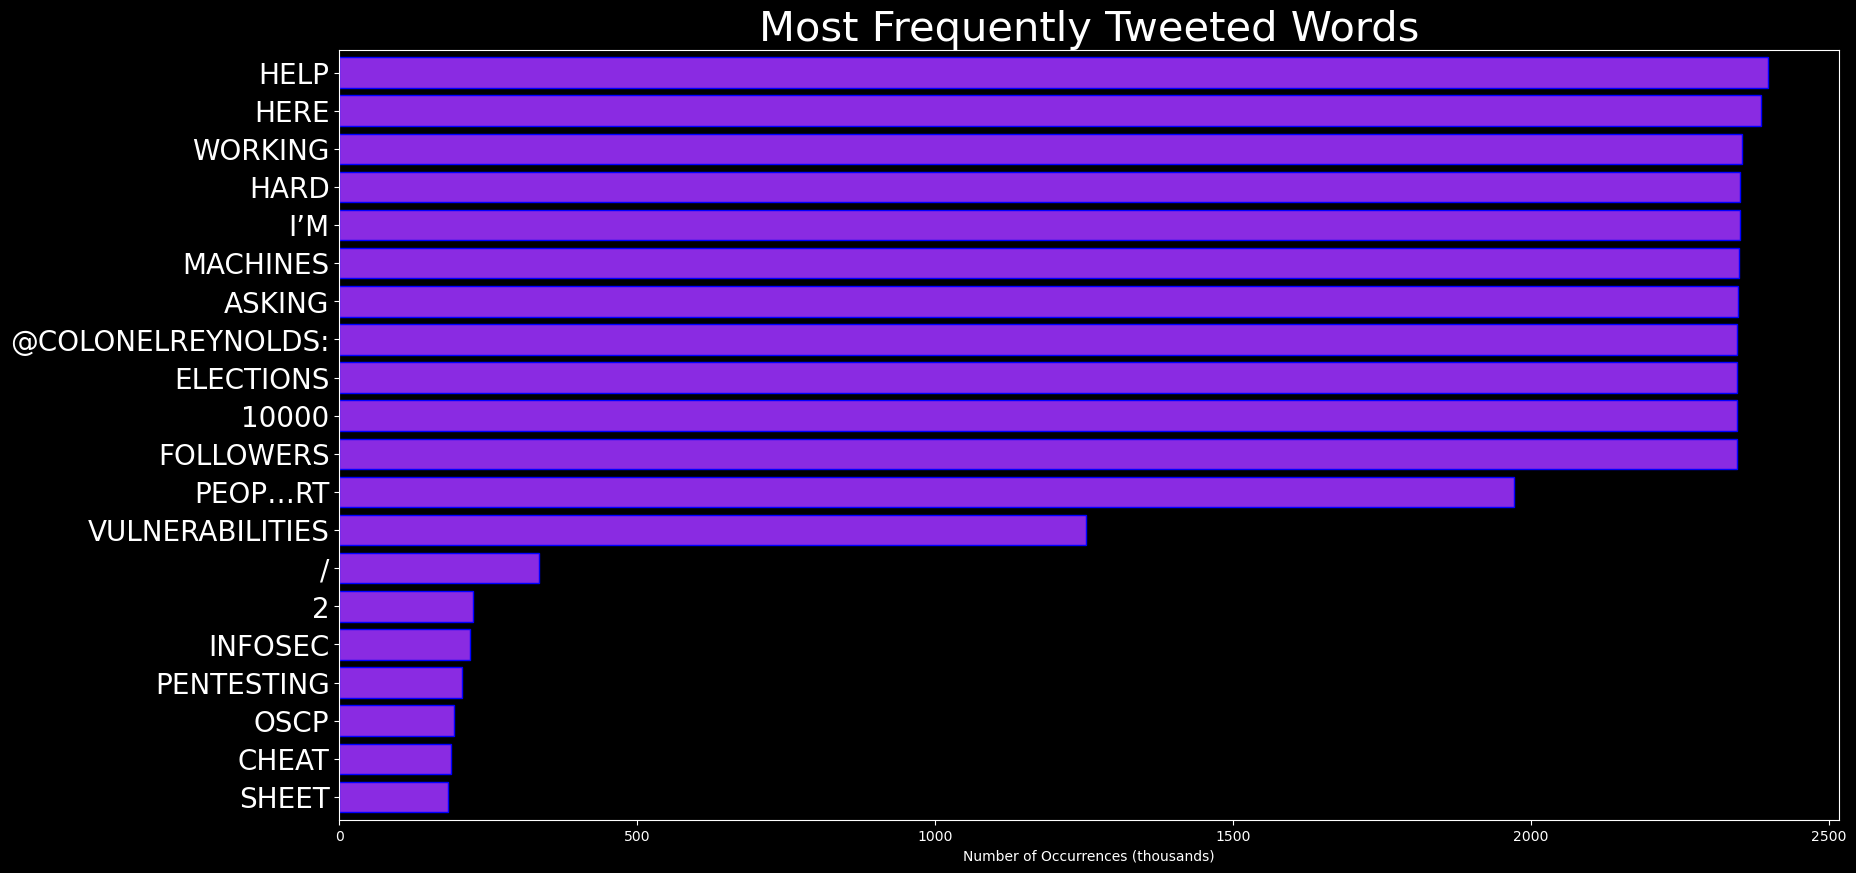 Most Frequently Tweeted Words
HELP
HERE
WORKING
HARD
I’M
MACHINES
ASKING
@COLONELREYNOLDS:
ELECTIONS
10000
FOLLOWERS
PEOP…RT
VULNERABILITIES
/
2
INFOSEC
PENTESTING
OSCP
CHEAT
SHEET
0 500 1000 1500 2000 2500
Number of Occurrences (thousands)